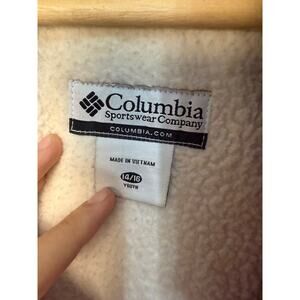 Columbia
Sportswear Company
COLUMBIA.COM
MADE IN VIETNAM
14/16
YOUTH